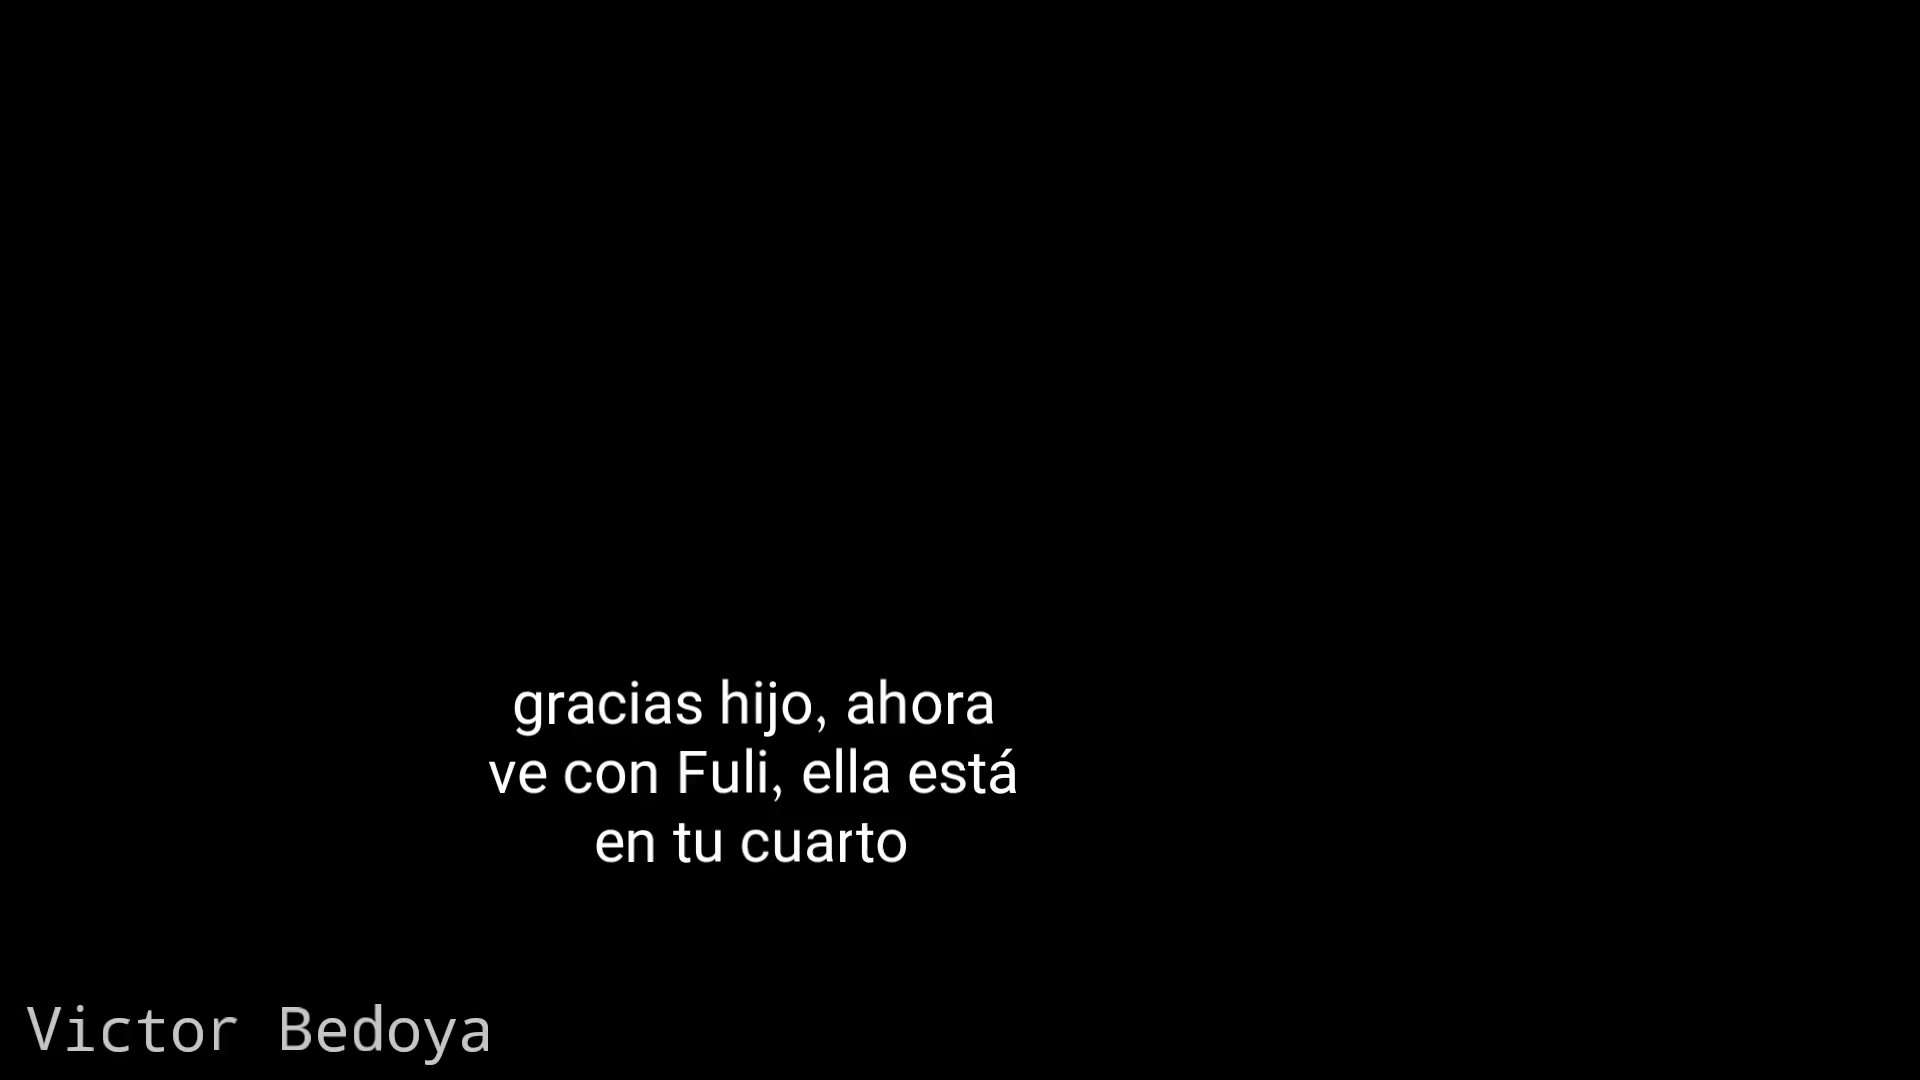 gracias hijo, ahora
ve con Fuli, ella está
en tu cuarto
Victor Bedoya